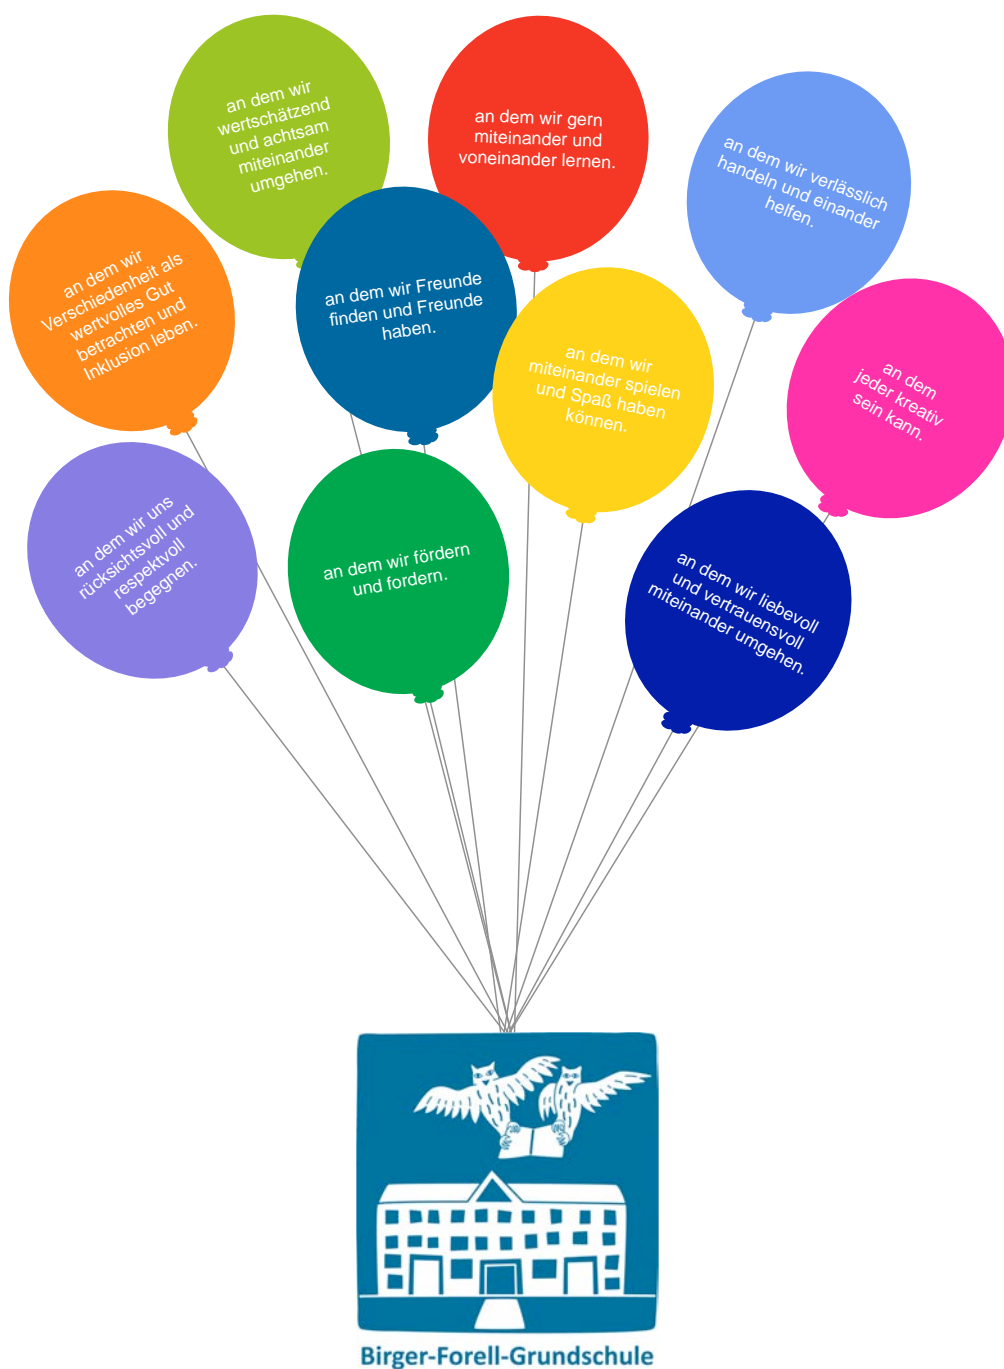 an dem wir
wertschätzend
und achtsam
miteinander
umgehen.
an dem wir gern
miteinander und
voneinander lernen.
an dem wir verlässlich
handeln und einander
helfen.
an dem wir
Verschiedenheit als
wertvolles Gut
betrachten und
Inklusion leben.
an dem wir Freunde
finden und Freunde
haben.
an dem wir
miteinander spielen
und Spaß haben
können.
an dem
jeder kreativ
sein kann.
an dem wir uns
rücksichtsvoll und
respektvoll
begegnen.
an dem wir fördern
und fordern.
an dem wir liebevoll
und vertrauensvoll
miteinander umgehen.
Birger-Forell-Grundschule